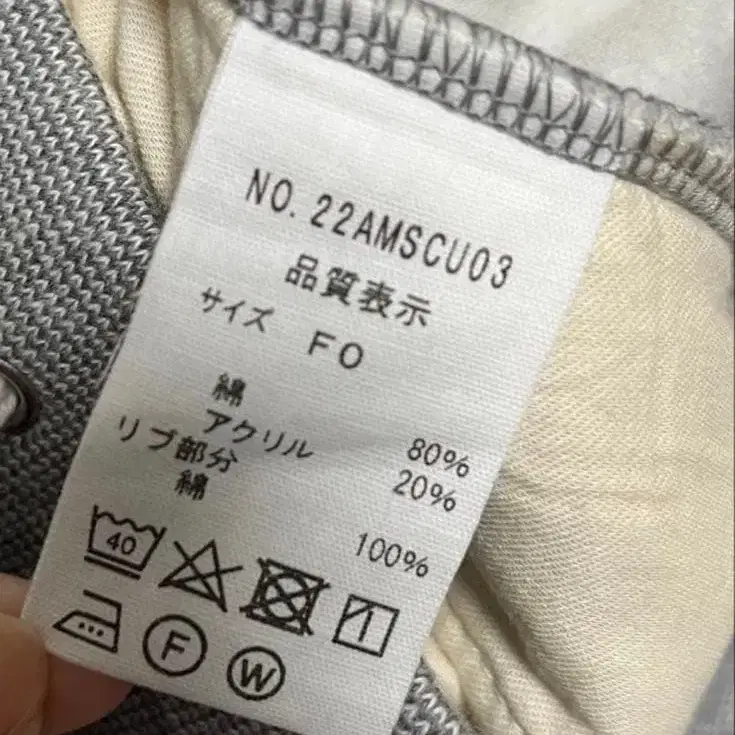 NO.22AMSCU03
品質表示
サイズ FO
綿 80%
アクリル 20%
リブ部分
綿 100%
40
F W